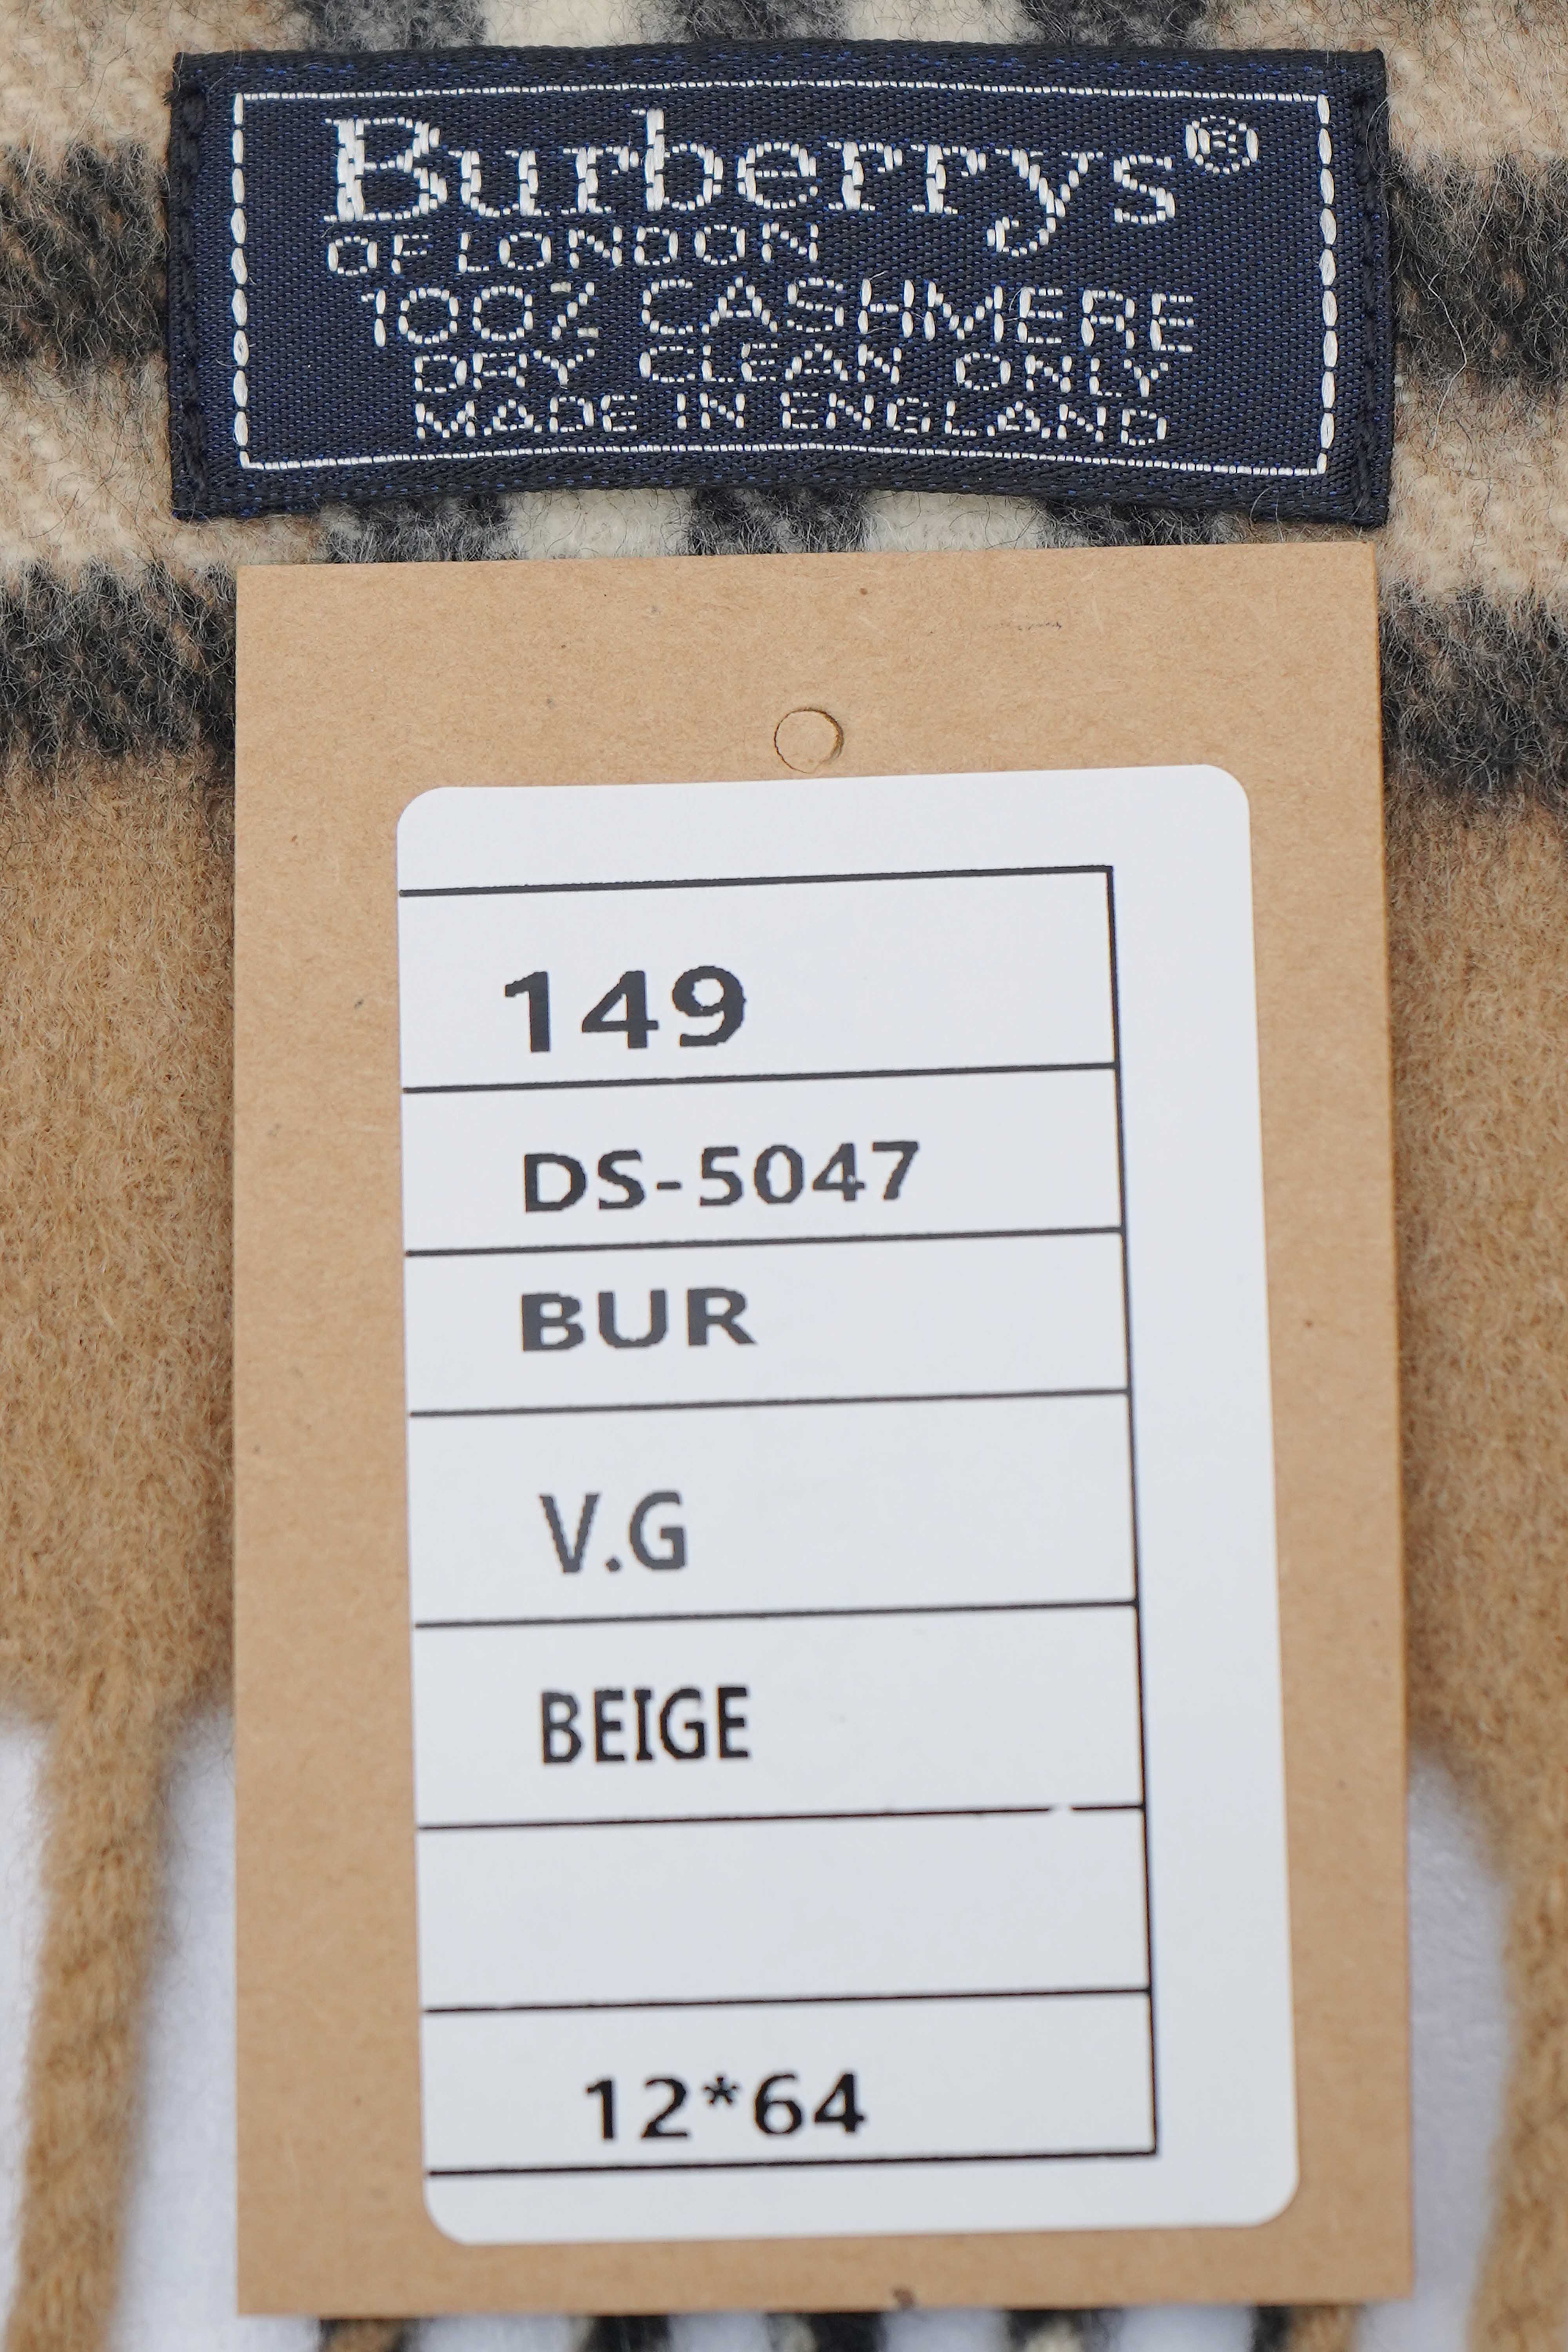 Burberrys®
OF LONDON
100% CASHMERE
DRY CLEAN ONLY
MADE IN ENGLAND
149
DS-5047
BUR
V.G
BEIGE
12*64